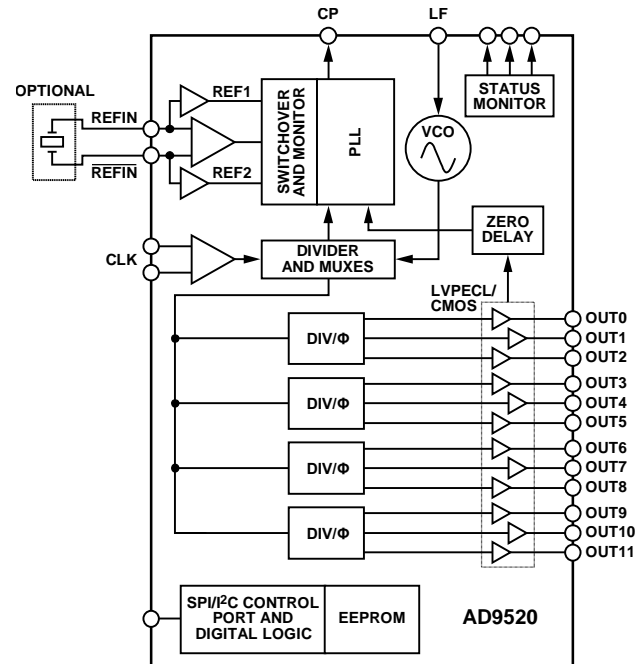 CP
LF
OPTIONAL
REFIN
REFIN
REF1
REF2
SWITCHOVER
AND MONITOR
PLL
VCO
STATUS
MONITOR
ZERO
DELAY
CLK
DIVIDER
AND MUXES
LVPECL/
CMOS
DIV/Φ
OUT0
OUT1
OUT2
DIV/Φ
OUT3
OUT4
OUT5
DIV/Φ
OUT6
OUT7
OUT8
DIV/Φ
OUT9
OUT10
OUT11
SPI/I²C CONTROL
PORT AND
DIGITAL LOGIC
EEPROM
AD9520